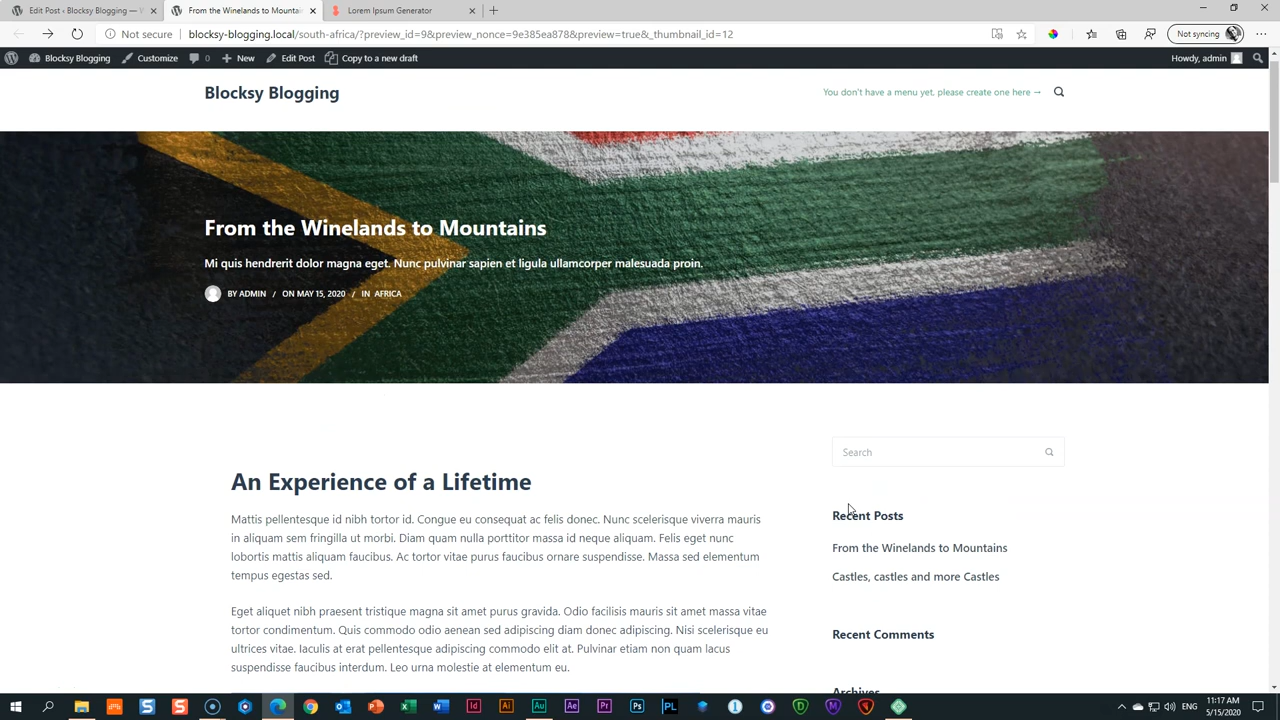 Edit Post ‹ Blocksy Blogging — W
From the Winelands to Mountain
Lorem Ipsum Generator
Not secure
blocksy-blogging.local/south-africa/?preview_id=9&preview_nonce=9e385ea878&preview=true&_thumbnail_id=12
Not syncing
Blocksy Blogging
Customize
0
New
Edit Post
Copy to a new draft
Howdy, admin
Blocksy Blogging
You don't have a menu yet, please create one here →
From the Winelands to Mountains
Mi quis hendrerit dolor magna eget. Nunc pulvinar sapien et ligula ullamcorper malesuada proin.
BY ADMIN / ON MAY 15, 2020 / IN AFRICA
Search
An Experience of a Lifetime
Mattis pellentesque id nibh tortor id. Congue eu consequat ac felis donec. Nunc scelerisque viverra mauris
in aliquam sem fringilla ut morbi. Diam quam nulla porttitor massa id neque aliquam. Felis eget nunc
lobortis mattis aliquam faucibus. Ac tortor vitae purus faucibus ornare suspendisse. Massa sed elementum
tempus egestas sed.
Eget aliquet nibh praesent tristique magna sit amet purus gravida. Odio facilisis mauris sit amet massa vitae
tortor condimentum. Quis commodo odio aenean sed adipiscing diam donec adipiscing. Nisi scelerisque eu
ultrices vitae. Iaculis at erat pellentesque adipiscing commodo elit at. Pulvinar etiam non quam lacus
suspendisse faucibus interdum. Leo urna molestie at elementum eu.
Recent Posts
From the Winelands to Mountains
Castles, castles and more Castles
Recent Comments
Archives
Id
Ai
Au
Ae
Pr
Ps
PL
ENG
11:17 AM
5/15/2020